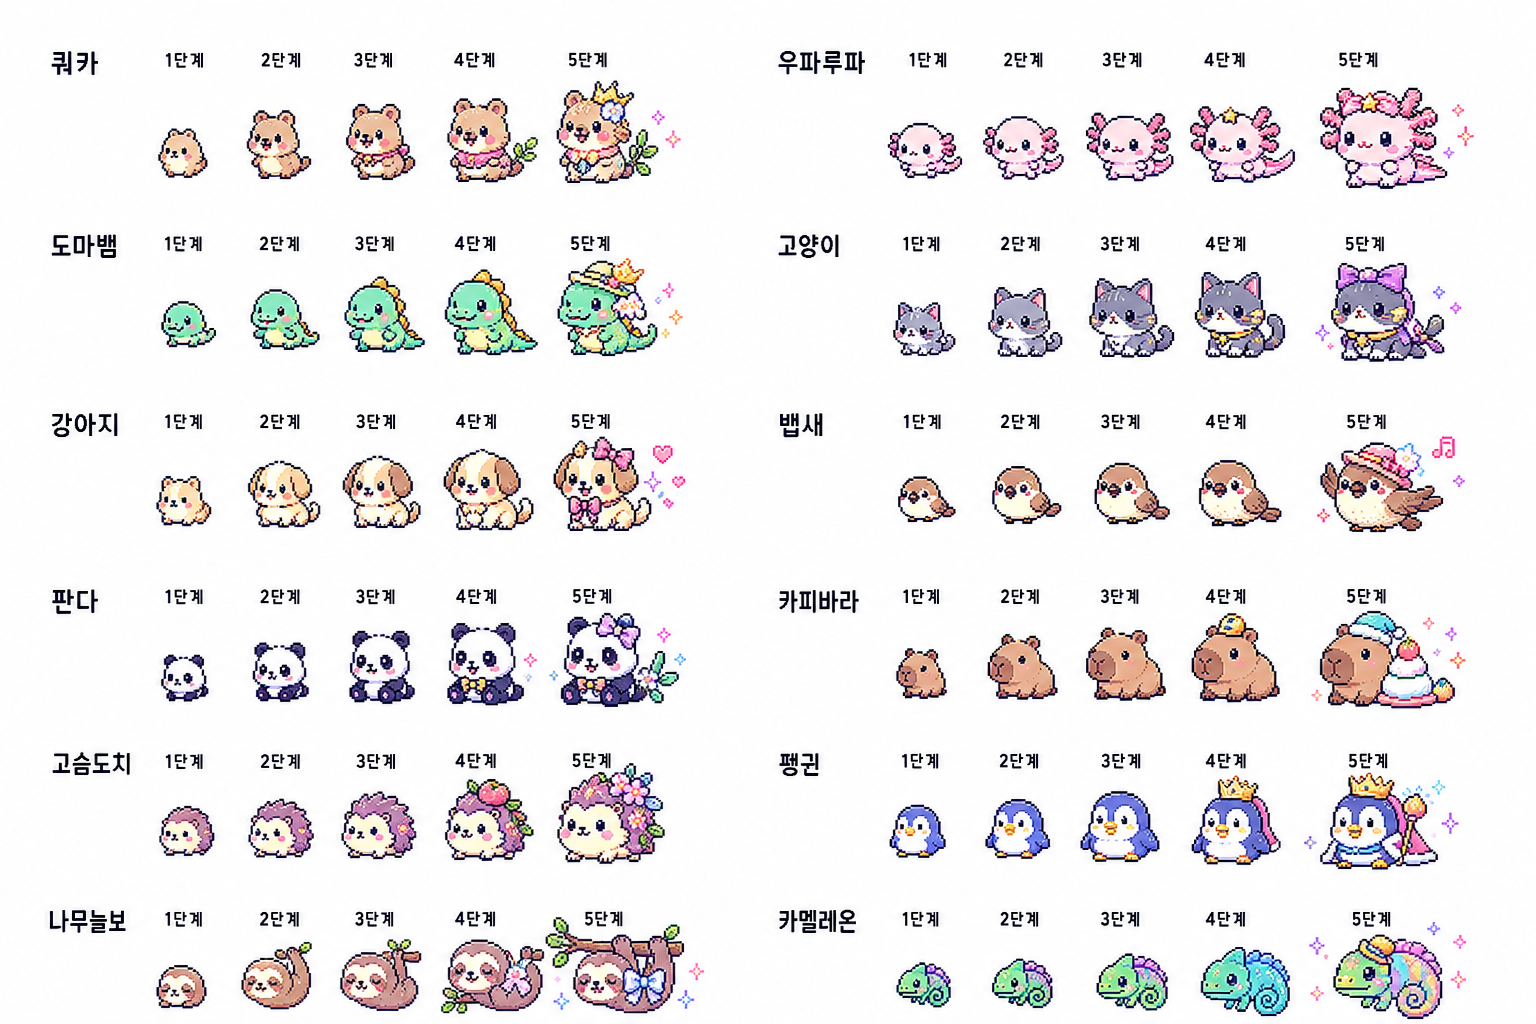 쿼카 1단계 2단계 3단계 4단계 5단계
우파루파 1단계 2단계 3단계 4단계 5단계
도마뱀 1단계 2단계 3단계 4단계 5단계
고양이 1단계 2단계 3단계 4단계 5단계
강아지 1단계 2단계 3단계 4단계 5단계
뱁새 1단계 2단계 3단계 4단계 5단계
판다 1단계 2단계 3단계 4단계 5단계
카피바라 1단계 2단계 3단계 4단계 5단계
고슴도치 1단계 2단계 3단계 4단계 5단계
펭귄 1단계 2단계 3단계 4단계 5단계
나무늘보 1단계 2단계 3단계 4단계 5단계
카멜레온 1단계 2단계 3단계 4단계 5단계